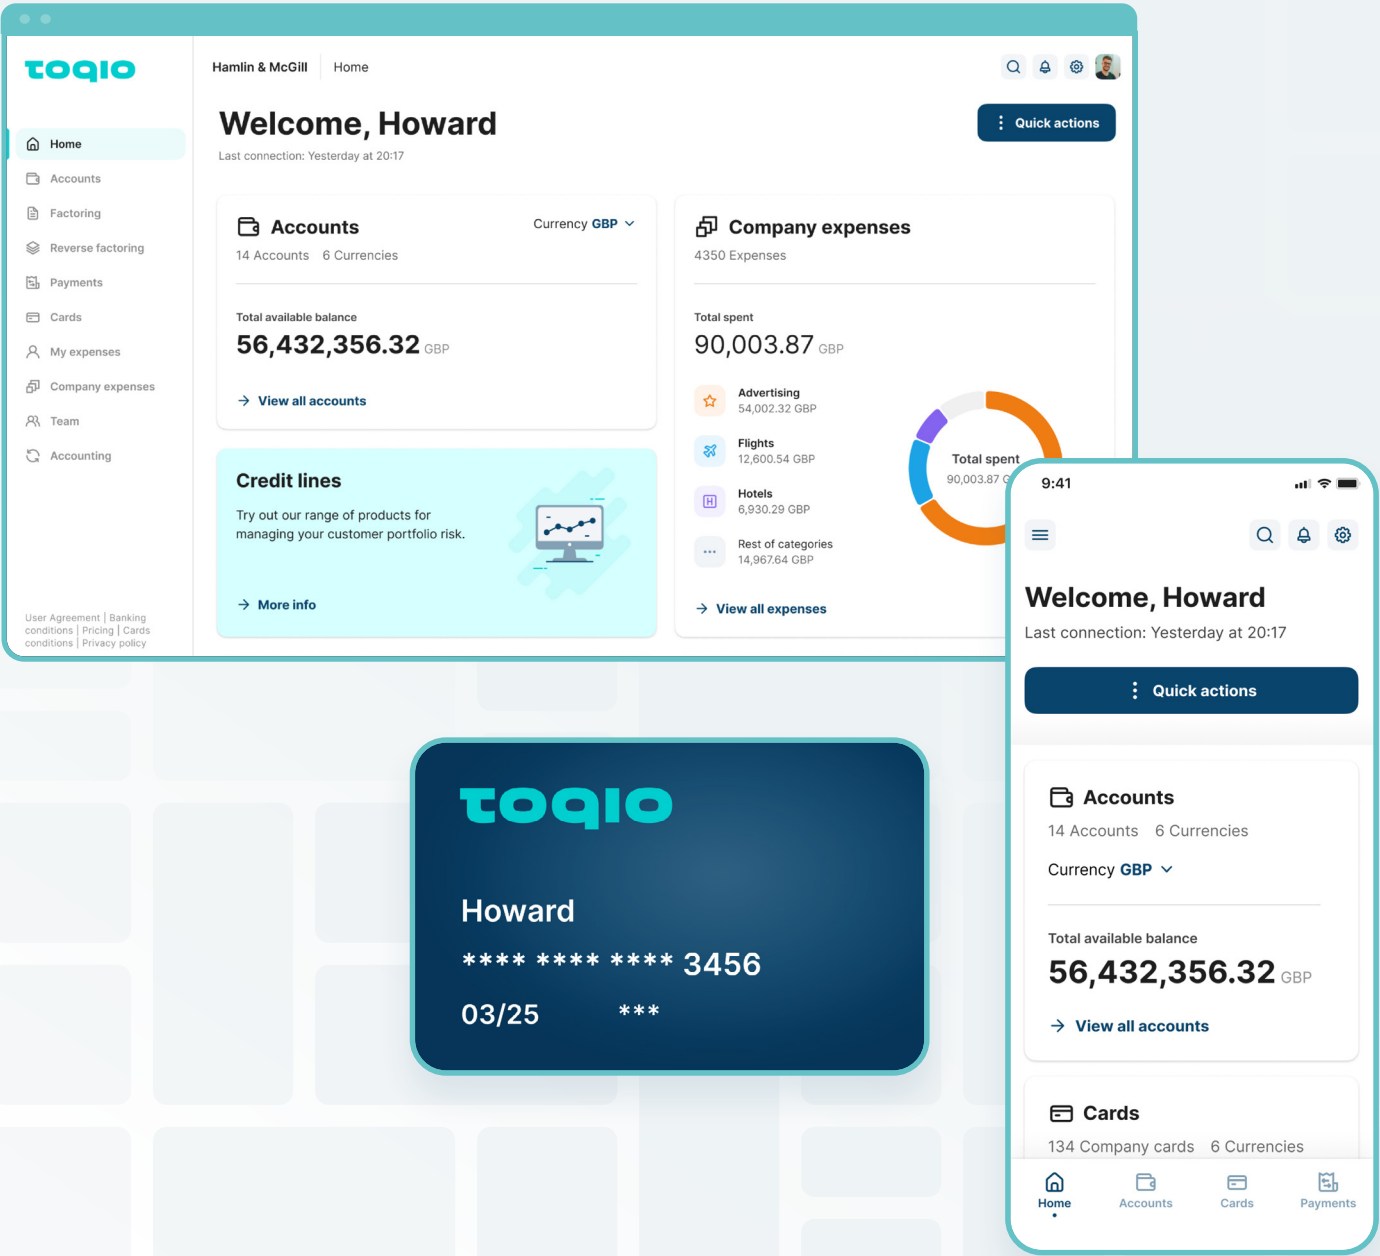 toqio
Hamlin & McGill
Home
Welcome, Howard
Last connection: Yesterday at 20:17
Quick actions
Home
Accounts
Factoring
Reverse factoring
Payments
Cards
My expenses
Company expenses
Team
Accounting
User Agreement | Banking
conditions | Pricing | Cards
conditions | Privacy policy
Accounts
Currency GBP
14 Accounts 6 Currencies
Total available balance
56,432,356.32 GBP
View all accounts
Credit lines
Try out our range of products for
managing your customer portfolio risk.
More info
Company expenses
4350 Expenses
Total spent
90,003.87 GBP
Advertising
54,002.32 GBP
Flights
12,600.54 GBP
H
Hotels
6,930.29 GBP
Rest of categories
14,967.64 GBP
View all expenses
Total spent
90,003.87
toqio
Howard
**** **** **** 3456
03/25 ***
9:41
Welcome, Howard
Last connection: Yesterday at 20:17
Quick actions
Accounts
14 Accounts 6 Currencies
Currency GBP
Total available balance
56,432,356.32 GBP
View all accounts
Cards
134 Company cards 6 Currencies
Home
Accounts
Cards
Payments